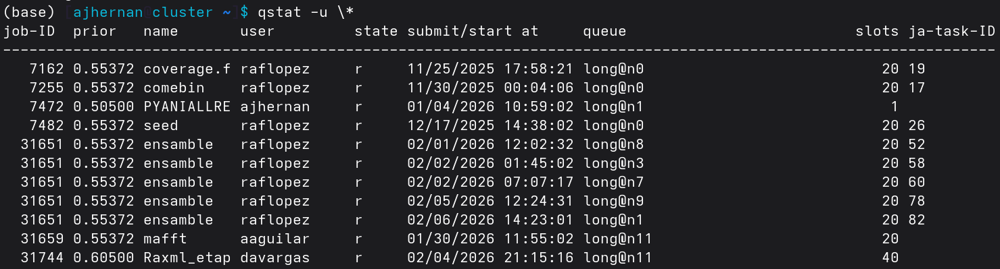 (base) [ajhernan@cluster ~]$ qstat -u \*
job-ID  prior   name       user         state submit/start at     queue                          slots ja-task-ID
-----------------------------------------------------------------------------------------------------------------
   7162 0.55372 coverage.f raflopez     r     11/25/2025 17:58:21 long@n0                           20 19
   7255 0.55372 comebin    raflopez     r     11/30/2025 00:04:06 long@n0                           20 17
   7472 0.50500 PYANIALLRE ajhernan     r     01/04/2026 10:59:02 long@n1                            1
   7482 0.55372 seed       raflopez     r     12/17/2025 14:38:02 long@n0                           20 26
  31651 0.55372 ensamble   raflopez     r     02/01/2026 12:02:32 long@n8                           20 52
  31651 0.55372 ensamble   raflopez     r     02/02/2026 01:45:02 long@n3                           20 58
  31651 0.55372 ensamble   raflopez     r     02/02/2026 07:07:17 long@n7                           20 60
  31651 0.55372 ensamble   raflopez     r     02/05/2026 12:24:31 long@n9                           20 78
  31651 0.55372 ensamble   raflopez     r     02/06/2026 14:23:01 long@n1                           20 82
  31659 0.55372 mafft      aaguilar     r     01/30/2026 11:55:02 long@n11                          20
  31744 0.60500 Raxml_etap davargas     r     02/04/2026 21:15:16 long@n11                          40